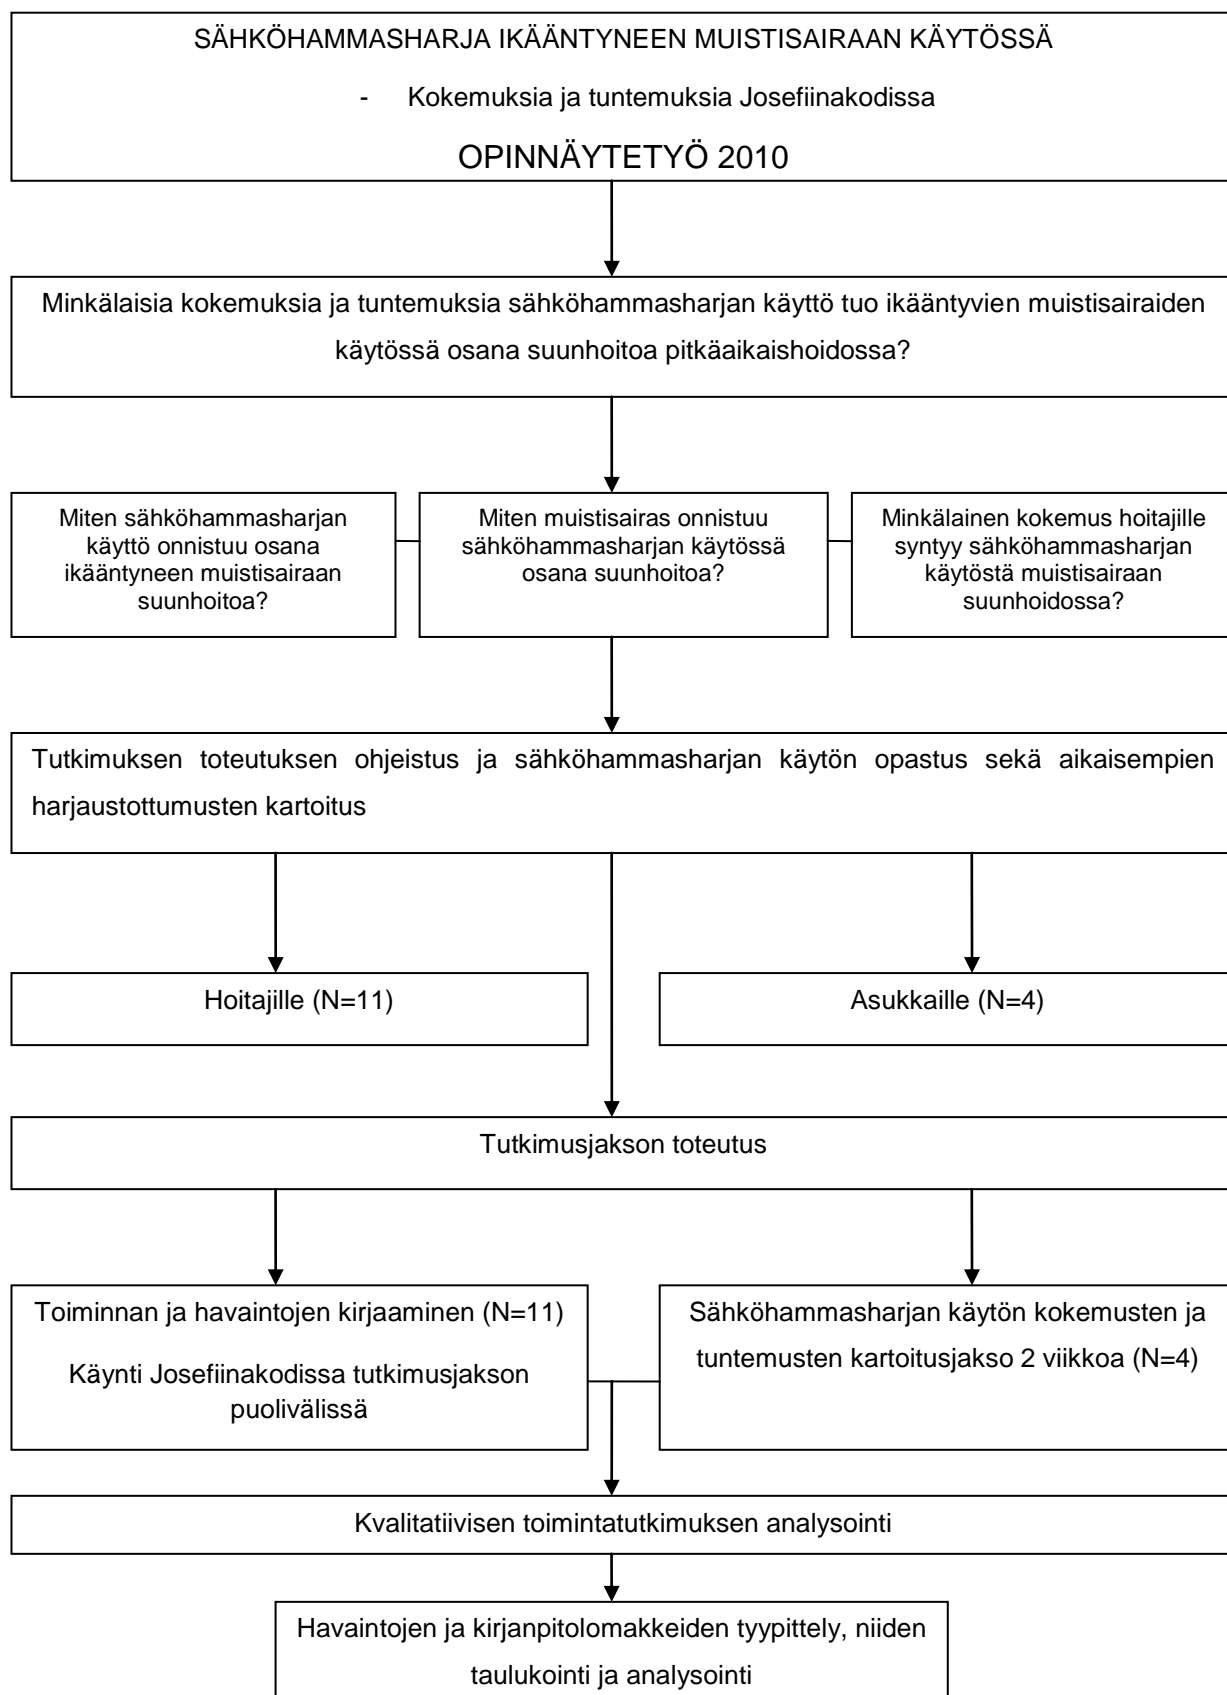 SÄHKÖHAMMASHARJA IKÄÄNTYNEEN MUISTISAIRAAN KÄYTÖSSÄ
- Kokemuksia ja tuntemuksia Josefiinakodissa
OPINNÄYTETYÖ 2010
Minkälaisia kokemuksia ja tuntemuksia sähköhammasharjan käyttö tuo ikääntyvien muistisairaiden
käytössä osana suunhoitoa pitkäaikaishoidossa?
Miten sähköhammasharjan
käyttö onnistuu osana
ikääntyneen muistisairaan
suunhoitoa?
Miten muistisairas onnistuu
sähköhammasharjan käytössä
osana suunhoitoa?
Minkälainen kokemus hoitajille
syntyy sähköhammasharjan
käytöstä muistisairaan
suunhoidossa?
Tutkimuksen toteutuksen ohjeistus ja sähköhammasharjan käytön opastus sekä aikaisempien
harjaustottumusten kartoitus
Hoitajille (N=11)
Asukkaille (N=4)
Tutkimusjakson toteutus
Toiminnan ja havaintojen kirjaaminen (N=11)
Käynti Josefiinakodissa tutkimusjakson
puolivälissä
Sähköhammasharjan käytön kokemusten ja
tuntemusten kartoitusjakso 2 viikkoa (N=4)
Kvalitatiivisen toimintatutkimuksen analysointi
Havaintojen ja kirjanpitolomakkeiden tyypittely, niiden
taulukointi ja analysointi